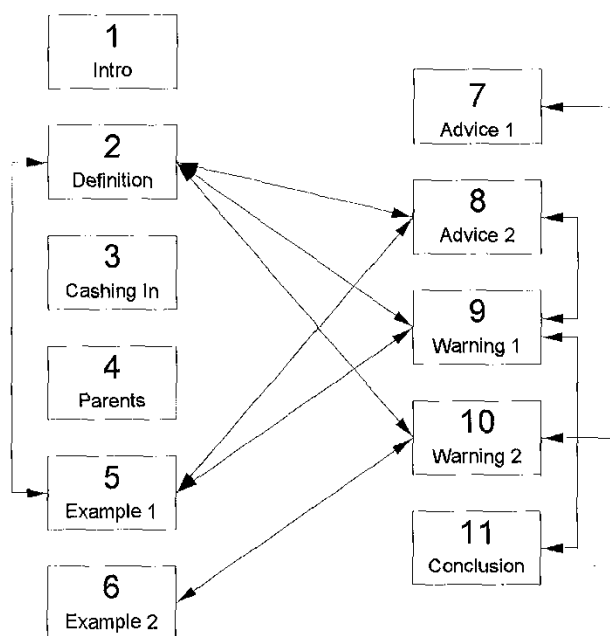 1
Intro
2
Definition
3
Cashing In
4
Parents
5
Example 1
6
Example 2
7
Advice 1
8
Advice 2
9
Warning 1
10
Warning 2
11
Conclusion